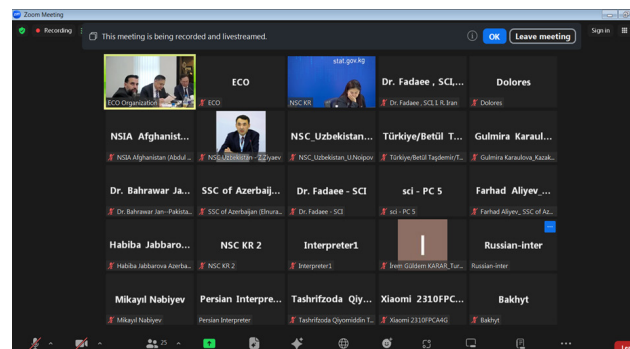 Zoom Meeting
Recording
This meeting is being recorded and livestreamed.
OK
Leave meeting
Sign in
ECO Organization
ECO
ECO
stat.gov.kg
NSC KR
Dr. Fadaee , SCI,...
Dr. Fadaee , SCI, I. R. Iran
Dolores
Dolores
NSIA Afghanist...
NSIA Afghanistan (Abdul ...
NSC_Uzbekistan - Z.Ziyaev
NSC_Uzbekistan...
NSC_Uzbekistan_U.Noipov
Türkiye/Betül T...
Türkiye/Betül Taşdemir/T...
Gulmira Karaul...
Gulmira Karaulova_Kazak...
Dr. Bahrawar Ja...
Dr. Bahrawar Jan--Pakista...
SSC of Azerbaij...
SSC of Azerbaijan (Elnura...
Dr. Fadaee - SCI
Dr. Fadaee - SCI
sci - PC 5
sci - PC 5
Farhad Aliyev_...
Farhad Aliyev_ SSC of Az...
Habiba Jabbaro...
Habiba Jabbarova Azerba...
NSC KR 2
NSC KR 2
Interpreter1
Interpreter1
I
İrem Güldem KARAR_Tur...
Russian-inter
Russian-inter
Mikayıl Nabiyev
Mikayıl Nabiyev
Persian Interpre...
Persian Interpreter
Tashrifzoda Qiy...
Tashrifzoda Qiyomiddin T...
Xiaomi 2310FPC...
Xiaomi 2310FPCA4G
Bakhyt
Bakhyt
25